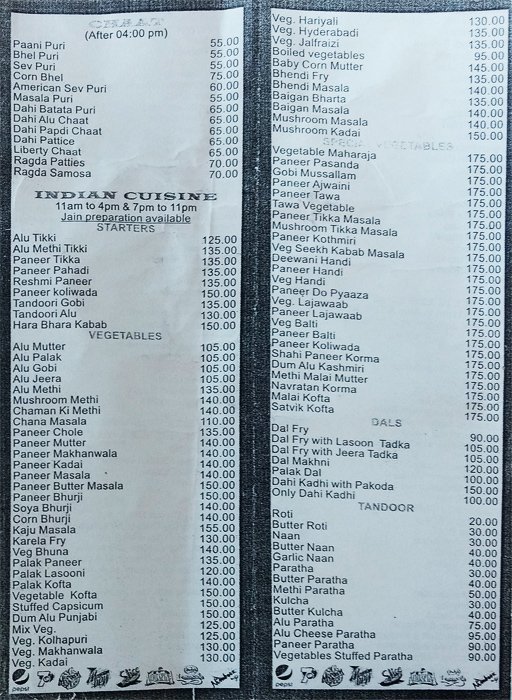 CHAAT
(After 04:00 pm)
Paani Puri 55.00
Bhel Puri 55.00
Sev Puri 55.00
Corn Bhel 75.00
American Sev Puri 60.00
Masala Puri 55.00
Dahi Batata Puri 65.00
Dahi Alu Chaat 65.00
Dahi Papdi Chaat 65.00
Dahi Pattice 65.00
Liberty Chaat 65.00
Ragda Patties 70.00
Ragda Samosa 70.00
INDIAN CUISINE
11am to 4pm & 7pm to 11pm
Jain preparation available
STARTERS
Alu Tikki 125.00
Alu Methi Tikki 135.00
Paneer Tikka 135.00
Paneer Pahadi 135.00
Reshmi Paneer 135.00
Paneer koliwada 150.00
Tandoori Gobi 135.00
Tandoori Alu 130.00
Hara Bhara Kabab 150.00
VEGETABLES
Alu Mutter 105.00
Alu Palak 105.00
Alu Gobi 105.00
Alu Jeera 105.00
Alu Methi 135.00
Mushroom Methi 140.00
Chaman Ki Methi 140.00
Chana Masala 110.00
Paneer Chole 135.00
Paneer Mutter 140.00
Paneer Makhanwala 140.00
Paneer Kadai 140.00
Paneer Masala 140.00
Paneer Butter Masala 150.00
Paneer Bhurji 150.00
Soya Bhurji 140.00
Corn Bhurji 140.00
Kaju Masala 155.00
Karela Fry 130.00
Veg Bhuna 140.00
Palak Paneer 135.00
Palak Lasooni 120.00
Palak Kofta 140.00
Vegetable Kofta 150.00
Stuffed Capsicum 150.00
Dum Alu Punjabi 125.00
Mix Veg. 125.00
Veg. Kolhapuri 125.00
Veg. Makhanwala 130.00
Veg. Kadai 130.00
pepsi
Veg. Hariyali 130.00
Veg. Hyderabadi 135.00
Veg. Jalfraizi 135.00
Boiled vegetables 95.00
Baby Corn Mutter 145.00
Bhendi Fry 135.00
Bhendi Masala 140.00
Baigan Bharta 135.00
Baigan Masala 140.00
Mushroom Masala 140.00
Mushroom Kadai 150.00
SPECIAL VEGETABLES
Vegetable Maharaja 175.00
Paneer Pasanda 175.00
Gobi Mussallam 175.00
Paneer Ajwaini 175.00
Paneer Tawa 175.00
Tawa Vegetable 175.00
Paneer Tikka Masala 175.00
Mushroom Tikka Masala 175.00
Paneer Kothmiri 175.00
Veg Seekh Kabab Masala 175.00
Deewani Handi 175.00
Paneer Handi 175.00
Veg Handi 175.00
Paneer Do Pyaaza 175.00
Veg. Lajawaab 175.00
Paneer Lajawaab 175.00
Veg Balti 175.00
Paneer Balti 175.00
Paneer Koliwada 175.00
Shahi Paneer Korma 175.00
Dum Alu Kashmiri 175.00
Methi Malai Mutter 175.00
Navratan Korma 175.00
Malai Kofta 175.00
Satvik Kofta 175.00
DALS
Dal Fry 90.00
Dal Fry with Lasoon Tadka 105.00
Dal Fry with Jeera Tadka 105.00
Dal Makhni 120.00
Palak Dal 100.00
Dahi Kadhi with Pakoda 150.00
Only Dahi Kadhi 100.00
TANDOOR
Roti 20.00
Butter Roti 30.00
Naan 30.00
Butter Naan 40.00
Garlic Naan 40.00
Paratha 30.00
Butter Paratha 40.00
Methi Paratha 50.00
Kulcha 30.00
Butter Kulcha 40.00
Alu Paratha 75.00
Alu Cheese Paratha 95.00
Paneer Paratha 90.00
Vegetables Stuffed Paratha 90.00
pepsi